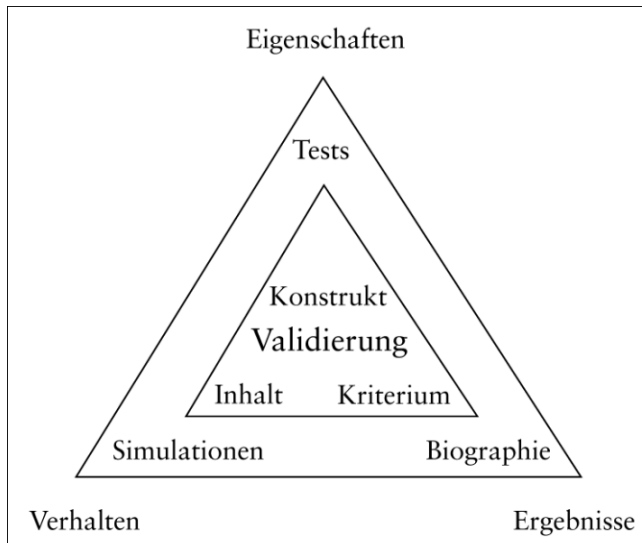 Eigenschaften
Tests
Konstrukt
Validierung
Inhalt Kriterium
Simulationen Biographie
Verhalten Ergebnisse